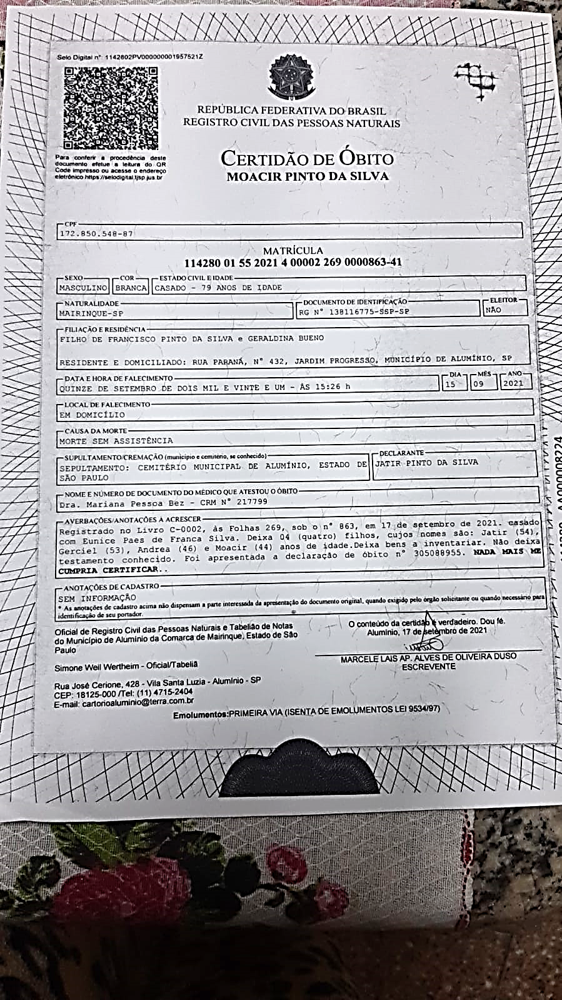 Selo Digital nº: 1142802PV000000001957521Z
REPÚBLICA FEDERATIVA DO BRASIL
REGISTRO CIVIL DAS PESSOAS NATURAIS
Para conferir a procedência deste
documento efetue a leitura do QR
Code impresso ou acesse o endereço
eletrônico https://selodigital.tjsp.jus.br
CERTIDÃO DE ÓBITO
MOACIR PINTO DA SILVA
CPF
172.850.548-87
MATRÍCULA
114280 01 55 2021 4 00002 269 0000863-41
SEXO COR ESTADO CIVIL E IDADE
MASCULINO BRANCA CASADO - 79 ANOS DE IDADE
NATURALIDADE DOCUMENTO DE IDENTIFICAÇÃO ELEITOR
MAIRINQUE-SP RG Nº 138116775-SSP-SP NÃO
FILIAÇÃO E RESIDÊNCIA
FILHO DE FRANCISCO PINTO DA SILVA e GERALDINA BUENO
RESIDENTE E DOMICILIADO: RUA PARANÁ, Nº 432, JARDIM PROGRESSO, MUNICÍPIO DE ALUMÍNIO, SP
DATA E HORA DE FALECIMENTO DIA MÊS ANO
QUINZE DE SETEMBRO DE DOIS MIL E VINTE E UM - ÀS 15:26 h 15 09 2021
LOCAL DE FALECIMENTO
EM DOMICÍLIO
CAUSA DA MORTE
MORTE SEM ASSISTÊNCIA
SUPULTAMENTO/CREMAÇÃO (município e cemitério, se conhecido) DECLARANTE
SEPULTAMENTO: CEMITÉRIO MUNICIPAL DE ALUMÍNIO, ESTADO DE JATIR PINTO DA SILVA
SÃO PAULO
NOME E NÚMERO DE DOCUMENTO DO MÉDICO QUE ATESTOU O ÓBITO
Dra. Mariana Pessoa Bez - CRM Nº 217799
AVERBAÇÕES/ANOTAÇÕES À ACRESCER
Registrado no Livro C-0002, às Folhas 269, sob o nº 863, em 17 de setembro de 2021. casado
com Eunice Paes de Franca Silva. Deixa 04 (quatro) filhos, cujos nomes são: Jatir (54),
Gerciel (53), Andrea (46) e Moacir (44) anos de idade.Deixa bens a inventariar. Não deixa
testamento conhecido. Foi apresentada a declaração de óbito nº 305088955. NADA MAIS ME
CUMPRIA CERTIFICAR..
ANOTAÇÕES DE CADASTRO
SEM INFORMAÇÃO
* As anotações de cadastro acima não dispensam a parte interessada da apresentação do documento original, quando exigido pelo órgão solicitante ou quando necessário para
identificação de seu portador.
Oficial de Registro Civil das Pessoas Naturais e Tabelião de Notas
do Município de Alumínio da Comarca de Mairinque, Estado de São
Paulo
Simone Weil Wertheim - Oficial/Tabeliã
Rua José Cerione, 428 - Vila Santa Luzia - Alumínio - SP
CEP: 18125-000 /Tel: (11) 4715-2404
E-mail: cartorioaluminio@terra.com.br
O conteúdo da certidão é verdadeiro. Dou fé.
Alumínio, 17 de setembro de 2021
MARCELE LAIS AP. ALVES DE OLIVEIRA DUSO
ESCREVENTE
Emolumentos:PRIMEIRA VIA (ISENTA DE EMOLUMENTOS LEI 9534/97)
AA000008224